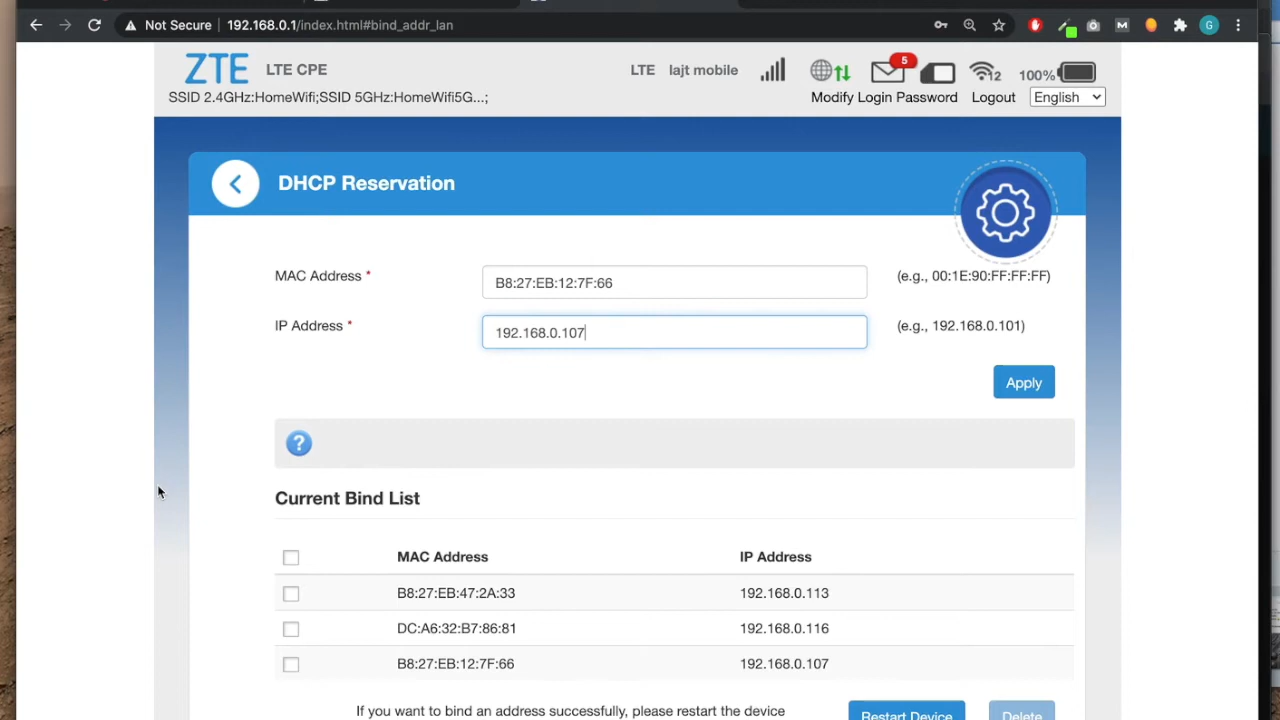 Not Secure 192.168.0.1/index.html#bind_addr_lan
M G
ZTE LTE CPE LTE lajt mobile 5 2 100%
SSID 2.4GHz:HomeWifi;SSID 5GHz:HomeWifi5G...; Modify Login Password Logout English
DHCP Reservation
MAC Address * B8:27:EB:12:7F:66 (e.g., 00:1E:90:FF:FF:FF)
IP Address * 192.168.0.107 (e.g., 192.168.0.101)
Apply
?
Current Bind List
MAC Address IP Address
B8:27:EB:47:2A:33 192.168.0.113
DC:A6:32:B7:86:81 192.168.0.116
B8:27:EB:12:7F:66 192.168.0.107
If you want to bind an address successfully, please restart the device Restart Device Delete